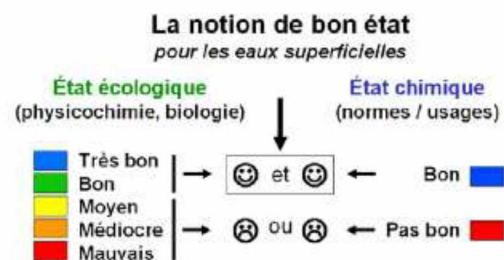 La notion de bon état
pour les eaux superficielles
État écologique
(physicochimie, biologie)
État chimique
(normes / usages)
Très bon
Bon
Moyen
Médiocre
Mauvais
et
ou
Bon
Pas bon